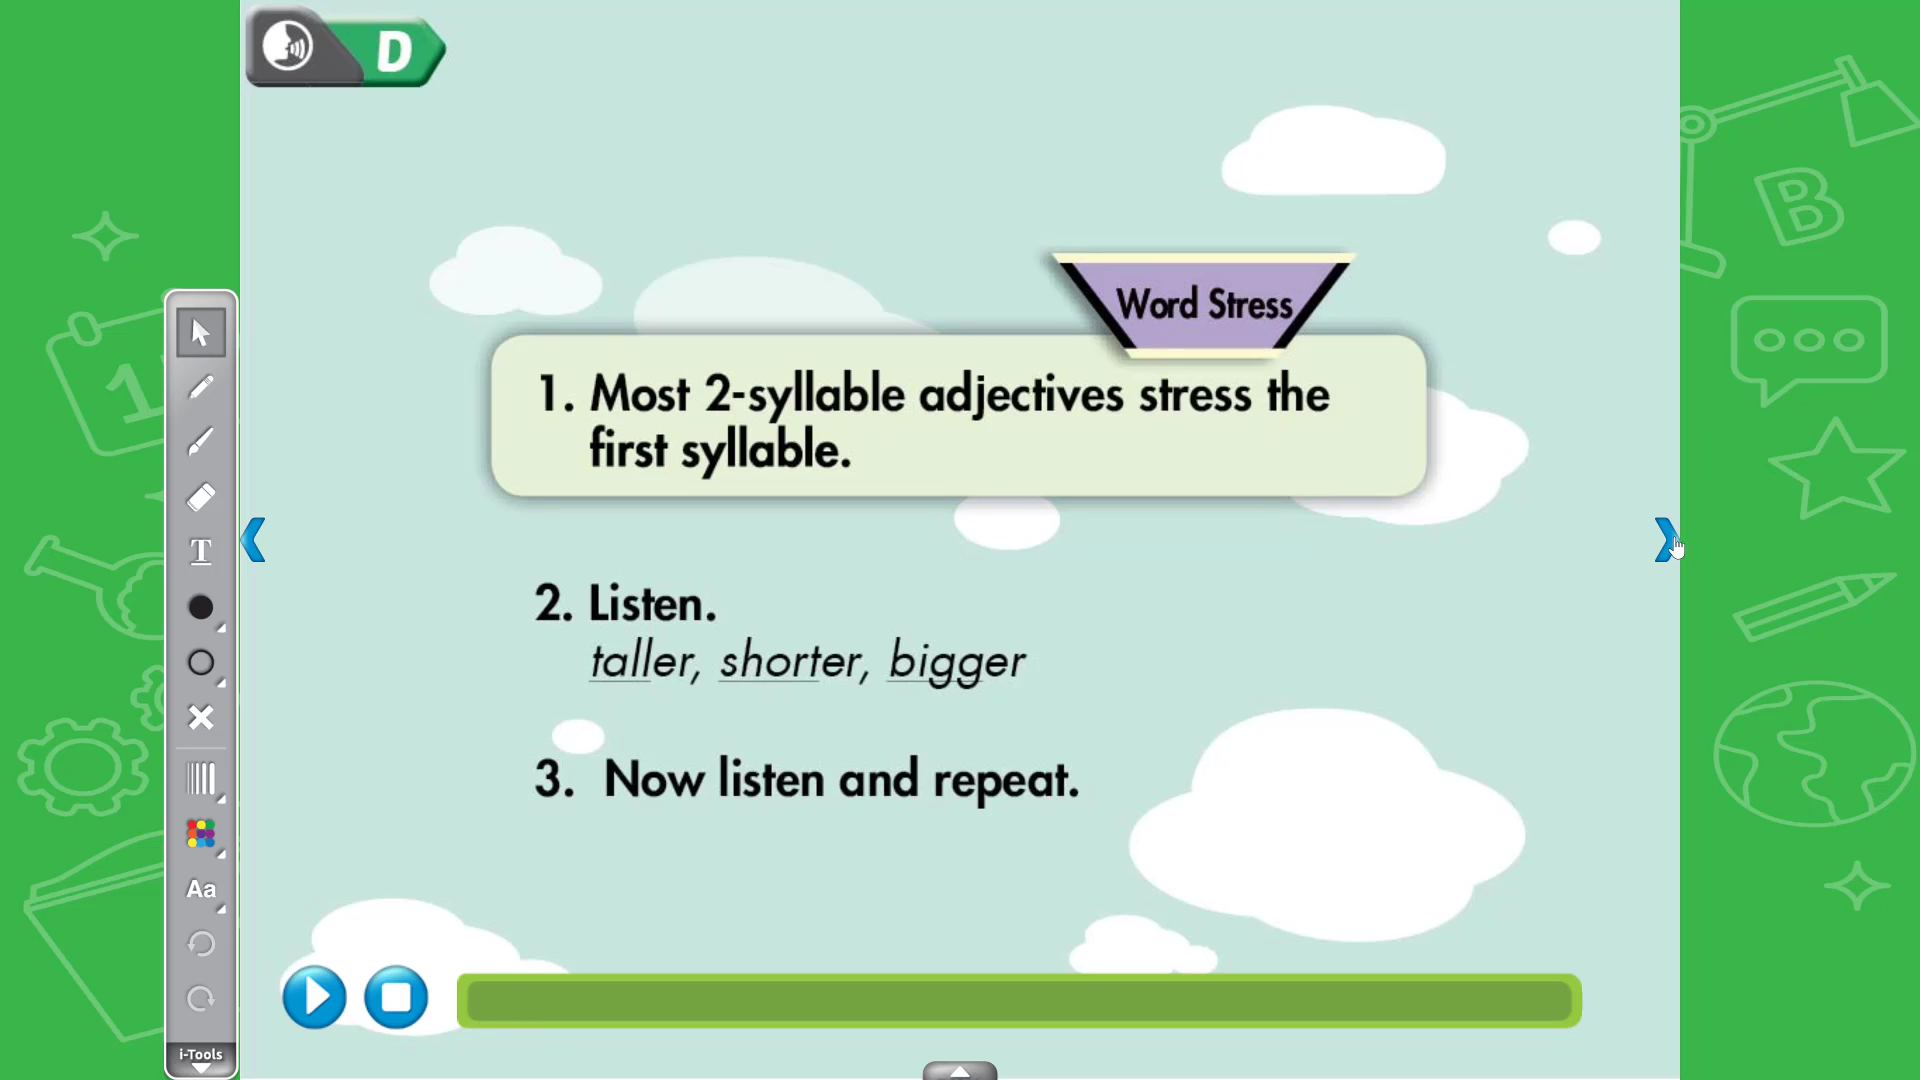 D
Word Stress
1. Most 2-syllable adjectives stress the
first syllable.
2. Listen.
taller, shorter, bigger
3. Now listen and repeat.
T
Aa
i-Tools
1
B